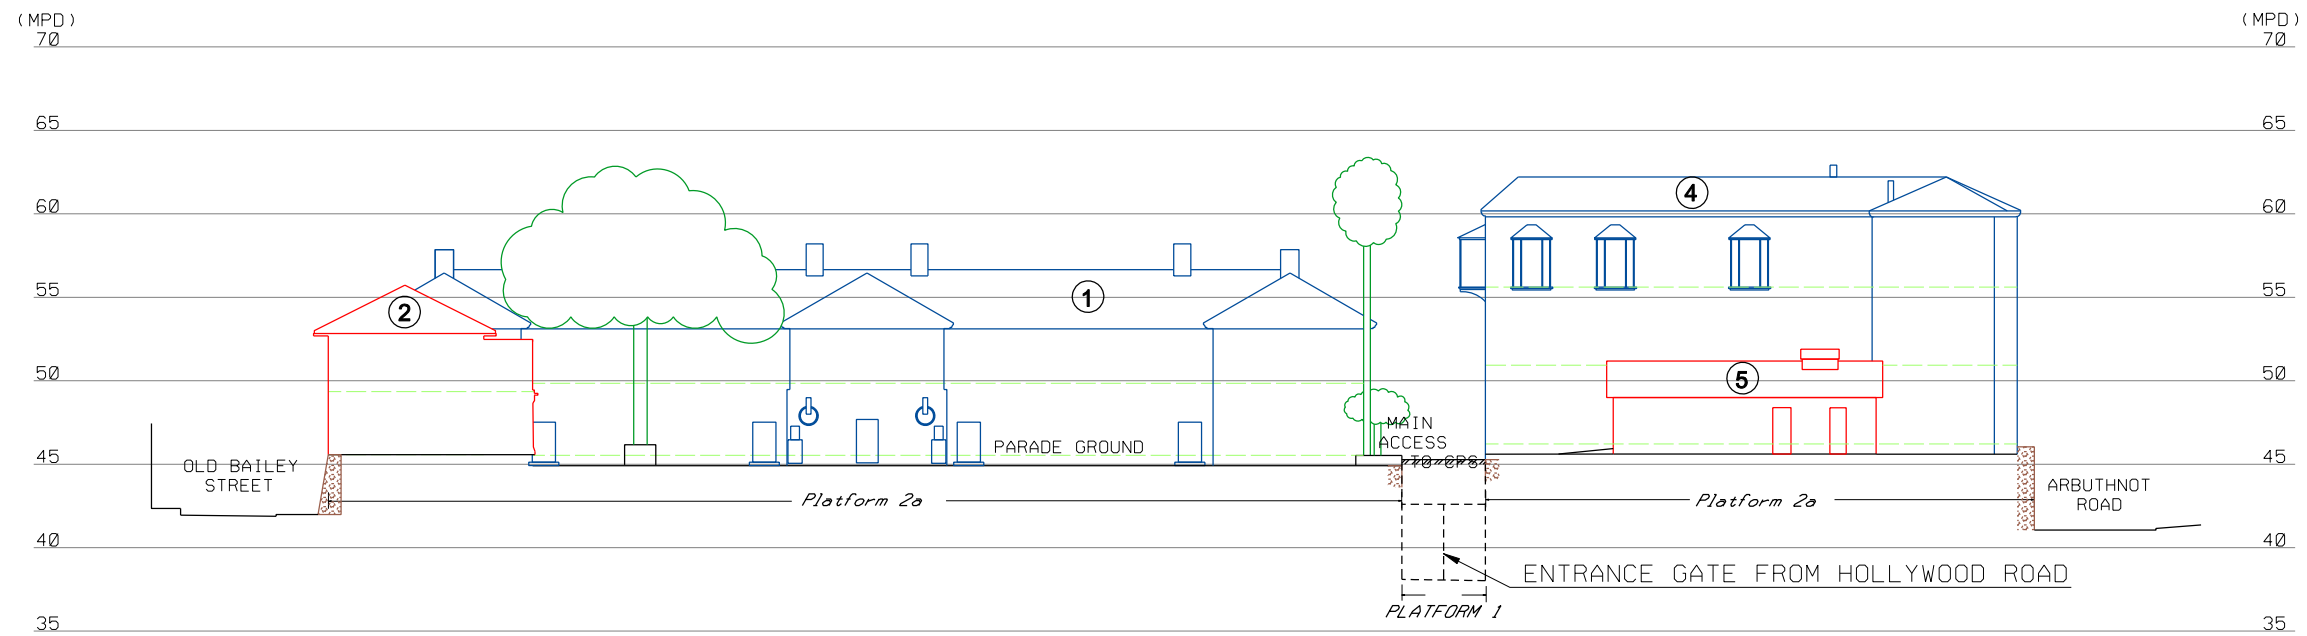 (MPD)
(MPD)
70
70
65
65
60
60
55
55
50
50
45
45
40
40
35
35
4
1
2
5
MAIN
ACCESS
TO CPS
PARADE GROUND
OLD BAILEY
STREET
ARBUTHNOT
ROAD
Platform 2a
Platform 2a
ENTRANCE GATE FROM HOLLYWOOD ROAD
PLATFORM 1